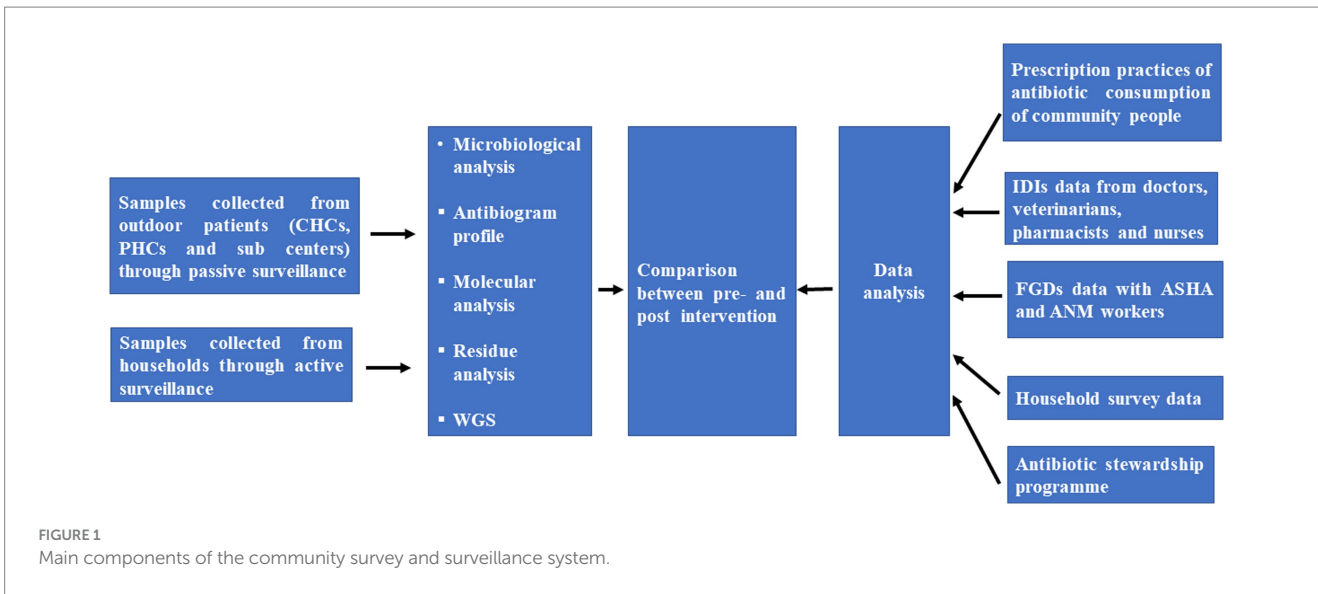 Samples collected from
outdoor patients (CHCs,
PHCs and sub centers)
through passive surveillance
Samples collected from
households through active
surveillance
• Microbiological
analysis
▪ Antibiogram
profile
▪ Molecular
analysis
▪ Residue
analysis
▪ WGS
Comparison
between pre- and
post intervention
Data
analysis
Prescription practices of
antibiotic consumption
of community people
IDIs data from doctors,
veterinarians,
pharmacists and nurses
FGDs data with ASHA
and ANM workers
Household survey data
Antibiotic stewardship
programme
FIGURE 1
Main components of the community survey and surveillance system.